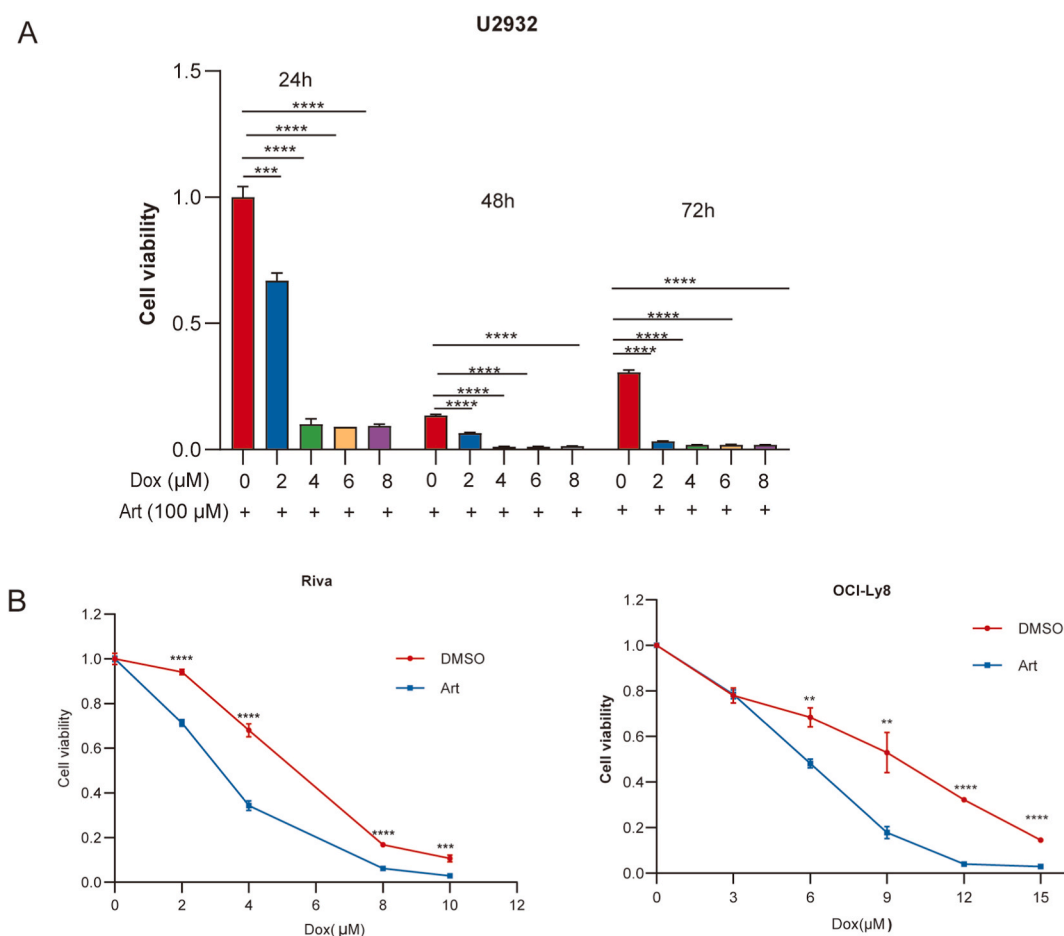 A
U2932
24h
48h
72h
1.5
1.0
0.5
0.0
Cell viability
****
****
****
***
****
****
****
****
****
****
****
****
Dox (μM) 0 2 4 6 8 0 2 4 6 8 0 2 4 6 8
Art (100 μM) + + + + + + + + + + + + + + +
B
Riva
1.2
1.0
0.8
0.6
0.4
0.2
0.0
Cell viability
****
****
****
***
DMSO
Art
0 2 4 6 8 10 12
Dox( μM)
OCI-Ly8
1.2
1.0
0.8
0.6
0.4
0.2
0.0
Cell viability
**
**
****
****
DMSO
Art
0 3 6 9 12 15
Dox(μM)